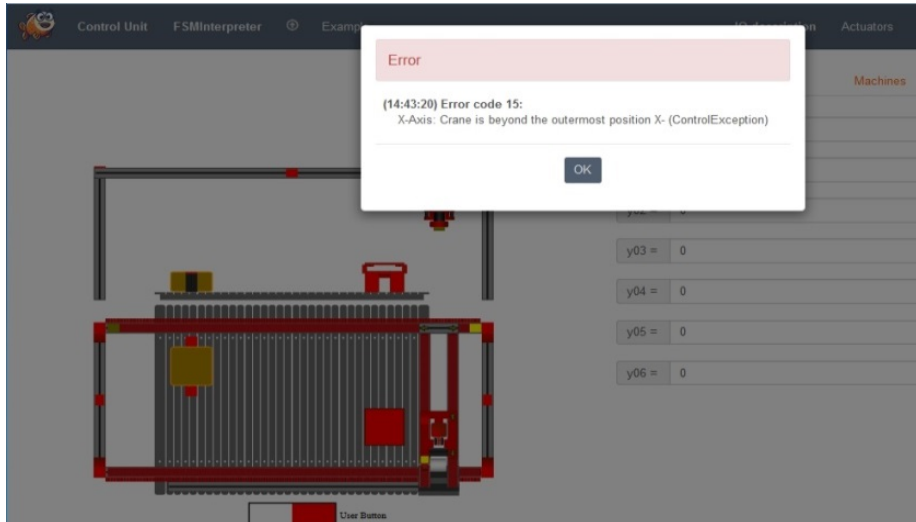 Control Unit
FSMInterpreter
Error
(14:43:20) Error code 15:
X-Axis: Crane is beyond the outermost position X- (ControlException)
OK
Actuators
Machines
y03 = 0
y04 = 0
y05 = 0
y06 = 0
User Button